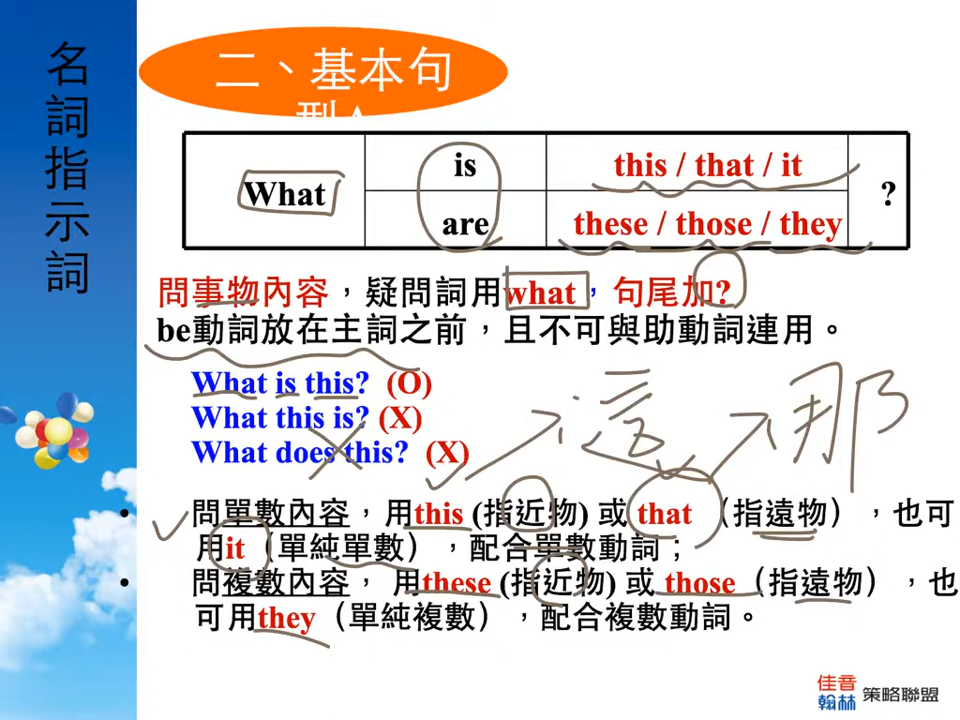 名詞指示詞
二、基本句
What
is
this / that / it
are
these / those / they
?
問事物內容，疑問詞用what，句尾加?
be動詞放在主詞之前，且不可與助動詞連用。
What is this? (O)
What this is? (X)
What does this? (X)
這 那
• 問單數內容，用this (指近物) 或 that （指遠物），也可
用it（單純單數），配合單數動詞；
• 問複數內容， 用these (指近物) 或 those（指遠物），也
可用they（單純複數），配合複數動詞。
佳音
翰林 策略聯盟